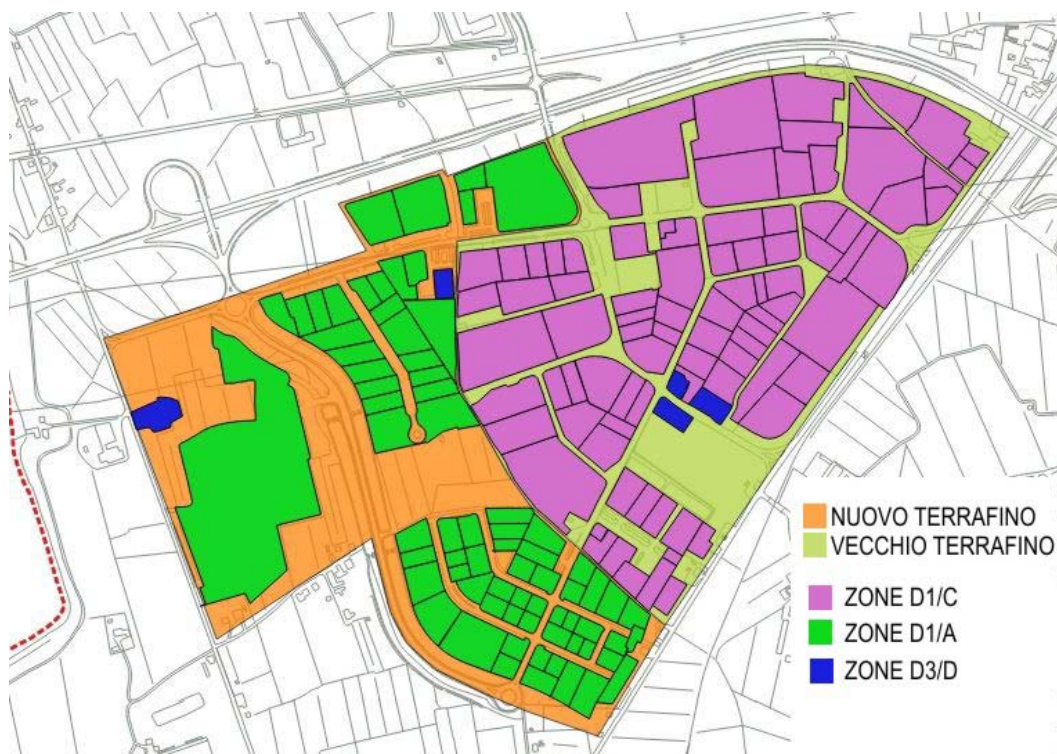 NUOVO TERRAFINO
VECCHIO TERRAFINO
ZONE D1/C
ZONE D1/A
ZONE D3/D